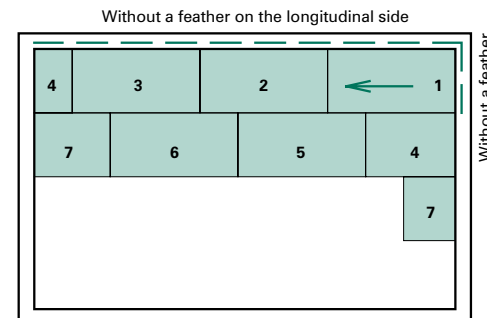 Without a feather on the longitudinal side
4 3 2 1
Without a feather
7 6 5 4
7